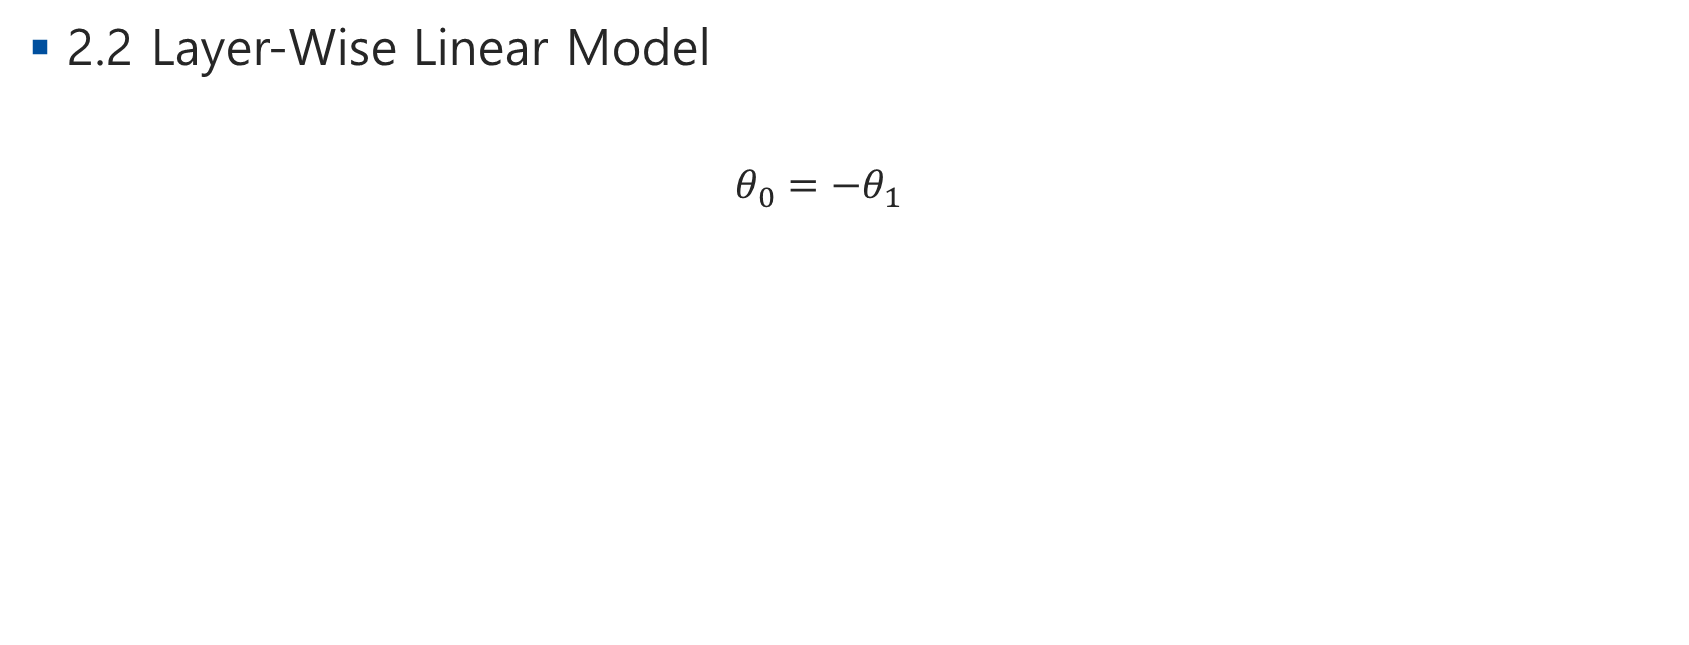 ▪ 2.2 Layer-Wise Linear Model
θ₀ = −θ₁